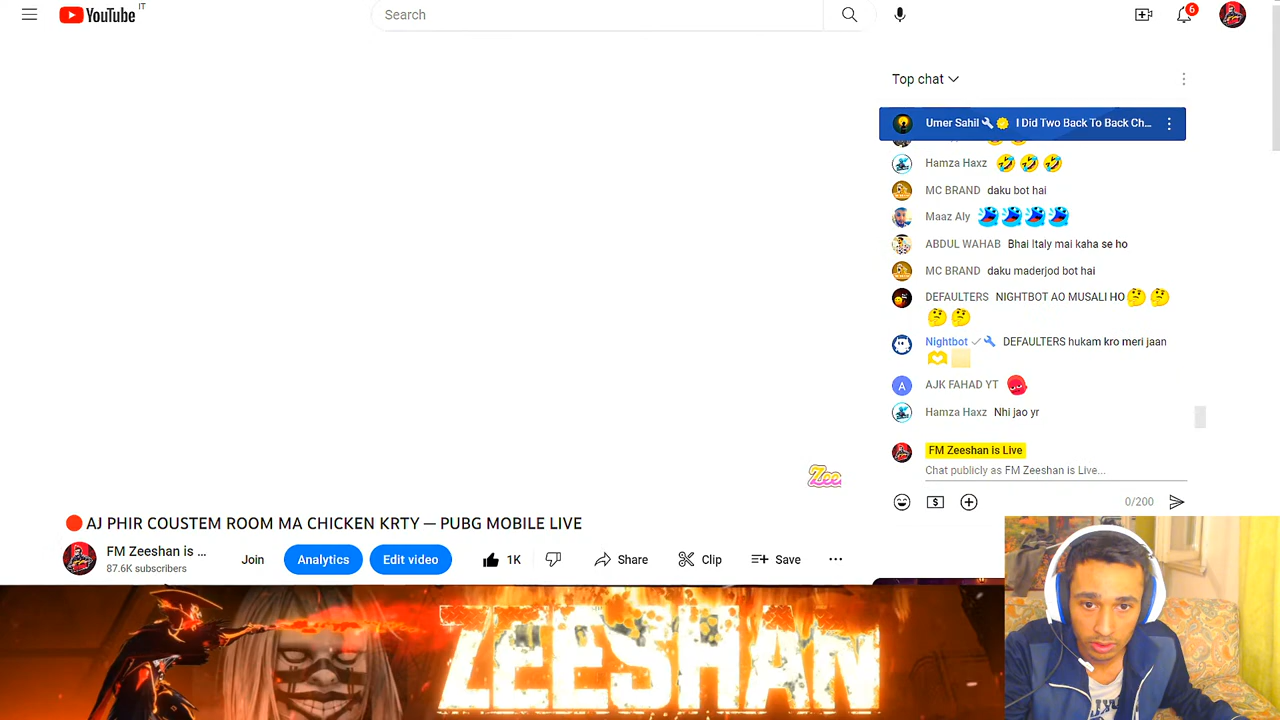 YouTube IT
Search
6
Top chat
Umer Sahil I Did Two Back To Back Ch...
Hamza Haxz
MC BRAND daku bot hai
Maaz Aly
ABDUL WAHAB Bhai Italy mai kaha se ho
MC BRAND daku maderjod bot hai
DEFAULTERS NIGHTBOT AO MUSALI HO
Nightbot DEFAULTERS hukam kro meri jaan
A AJK FAHAD YT
Hamza Haxz Nhi jao yr
FM Zeeshan is Live
Chat publicly as FM Zeeshan is Live...
0/200
Zee
AJ PHIR COUSTEM ROOM MA CHICKEN KRTY — PUBG MOBILE LIVE
FM Zeeshan is ...
87.6K subscribers
Join
Analytics
Edit video
1K
Share
Clip
Save
ZEESHAN